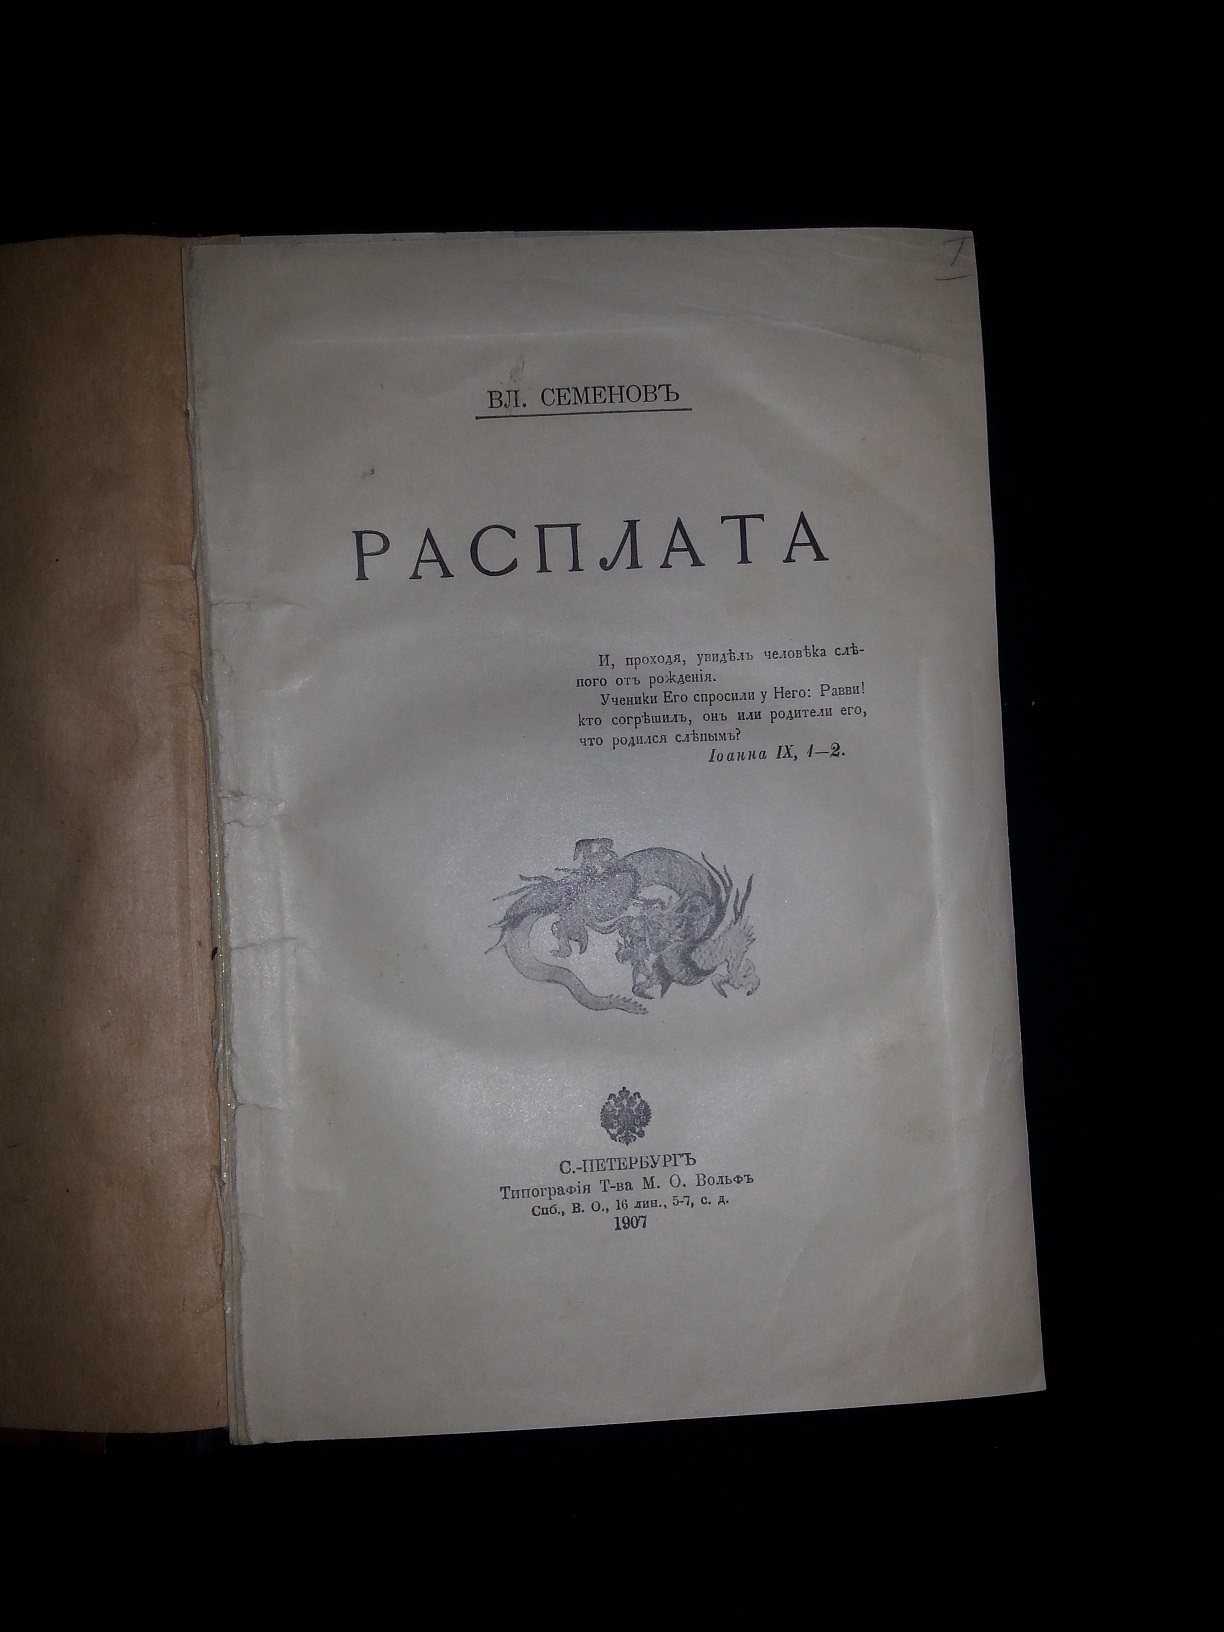 I
ВЛ. СЕМЕНОВЪ
РАСПЛАТА
И, проходя, увидѣлъ человѣка слѣ-
пого отъ рожденія.
Ученики Его спросили у Него: Равви!
кто согрѣшилъ, онъ или родители его,
что родился слѣпымъ?
Іоанна IX, 1—2.
С.-ПЕТЕРБУРГЪ
Типографія Т-ва М. О. Вольфъ
Спб., В. О., 16 лин., 5-7, с. д.
1907